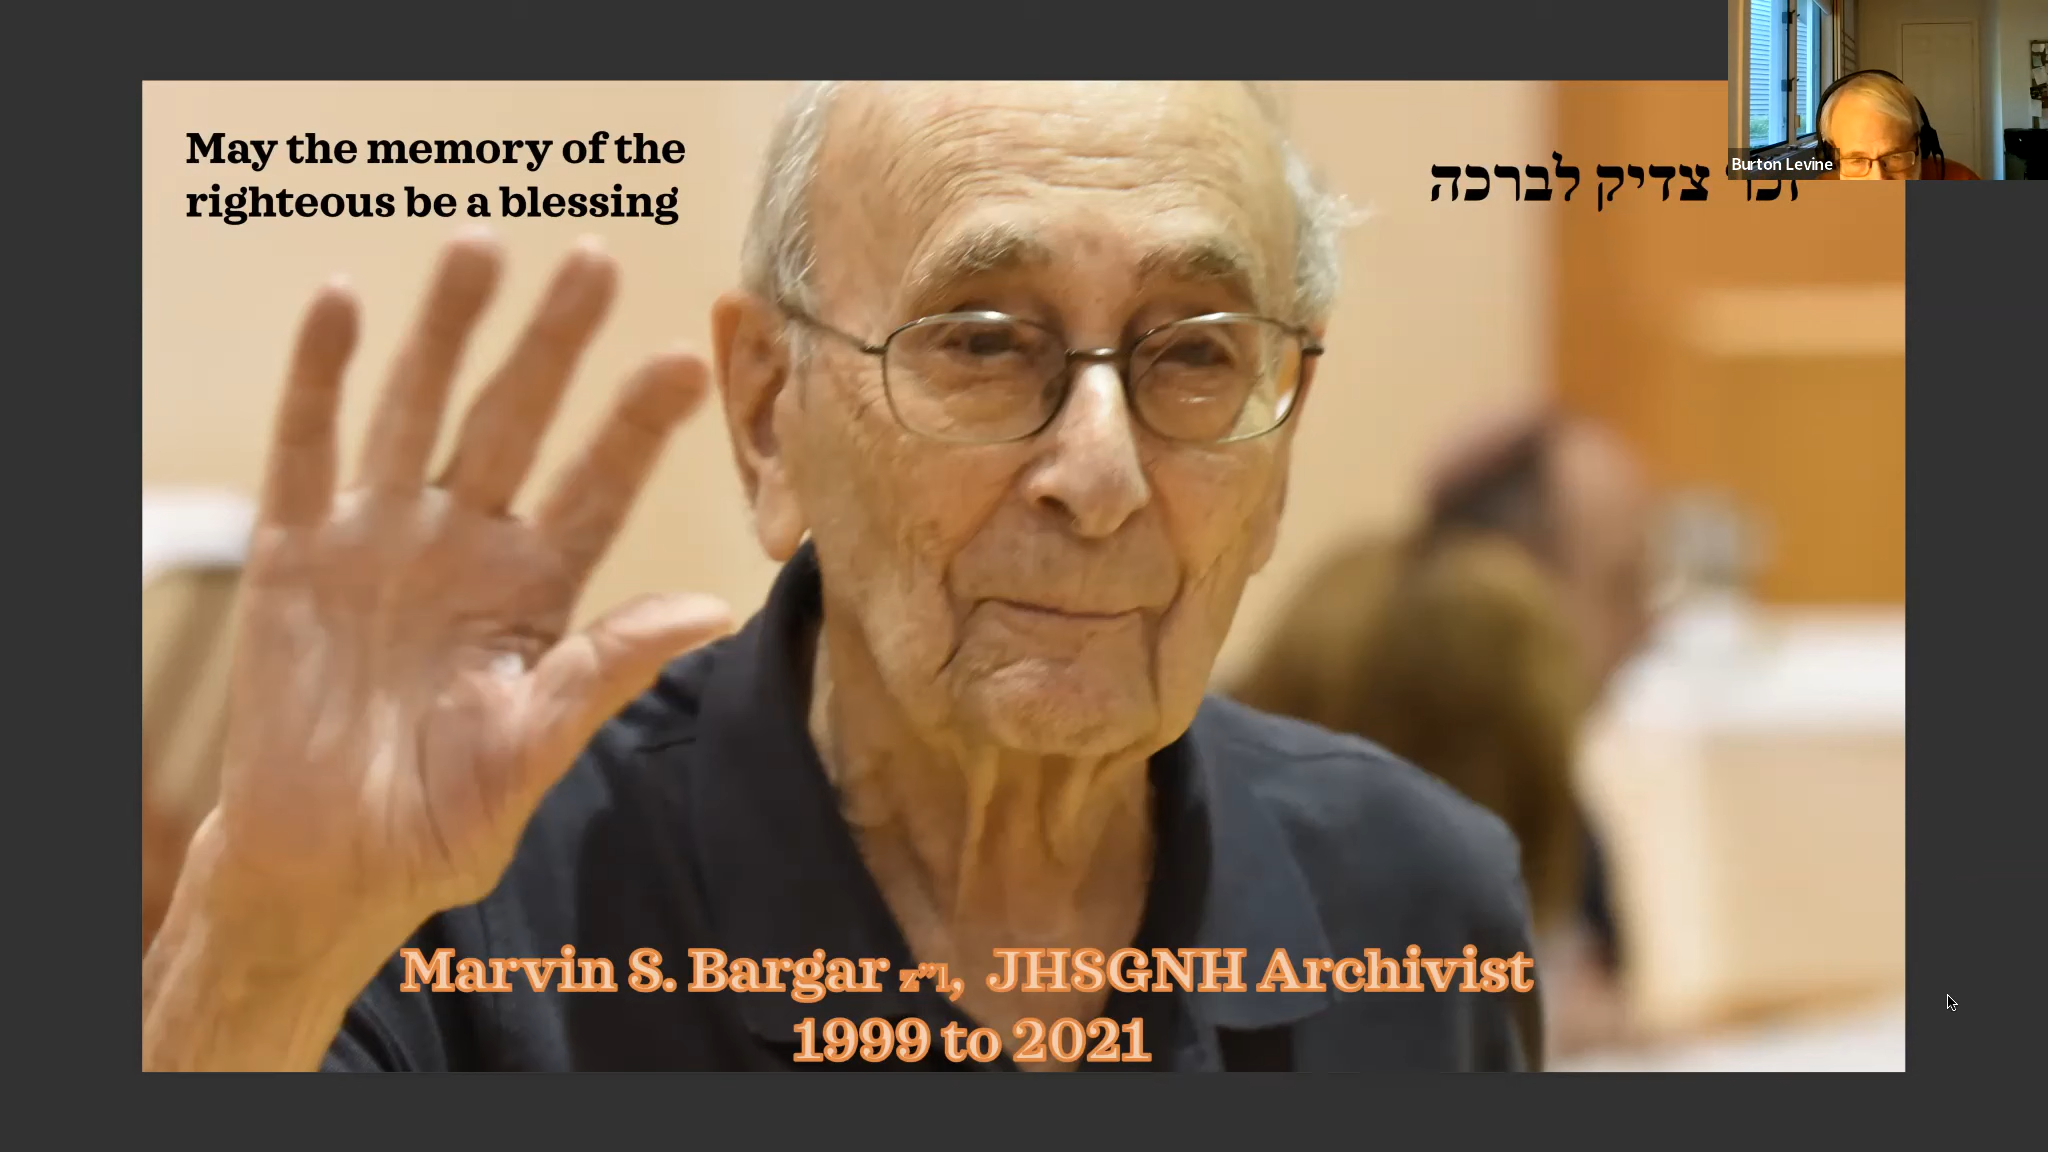 May the memory of the
righteous be a blessing
צדיק לברכה
Burton Levine
Marvin S. Bargar ז״ל, JHSGNH Archivist
1999 to 2021